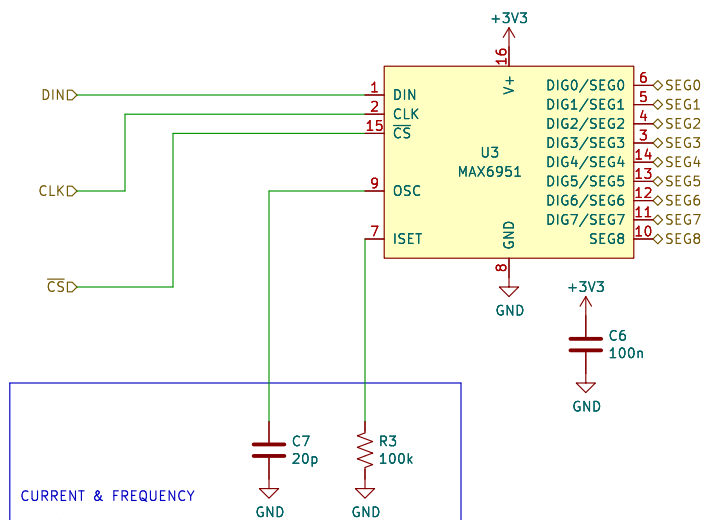 +3V3
16
V+
DIN
1
DIN
CLK
2
CLK
CS
15
CS
9
OSC
7
ISET
U3
MAX6951
DIG0/SEG0
6
SEG0
DIG1/SEG1
5
SEG1
DIG2/SEG2
4
SEG2
DIG3/SEG3
3
SEG3
DIG4/SEG4
14
SEG4
DIG5/SEG5
13
SEG5
DIG6/SEG6
12
SEG6
DIG7/SEG7
11
SEG7
SEG8
10
SEG8
GND
8
GND
+3V3
C6
100n
GND
C7
20p
GND
R3
100k
GND
CURRENT & FREQUENCY